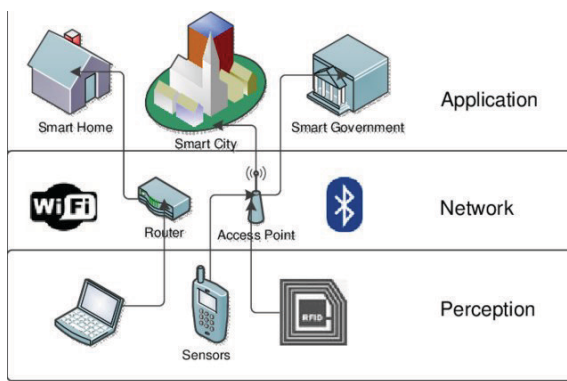 Smart Home
Smart City
Smart Government
Application
WiFi
Router
Access Point
Network
Sensors
RFID
Perception